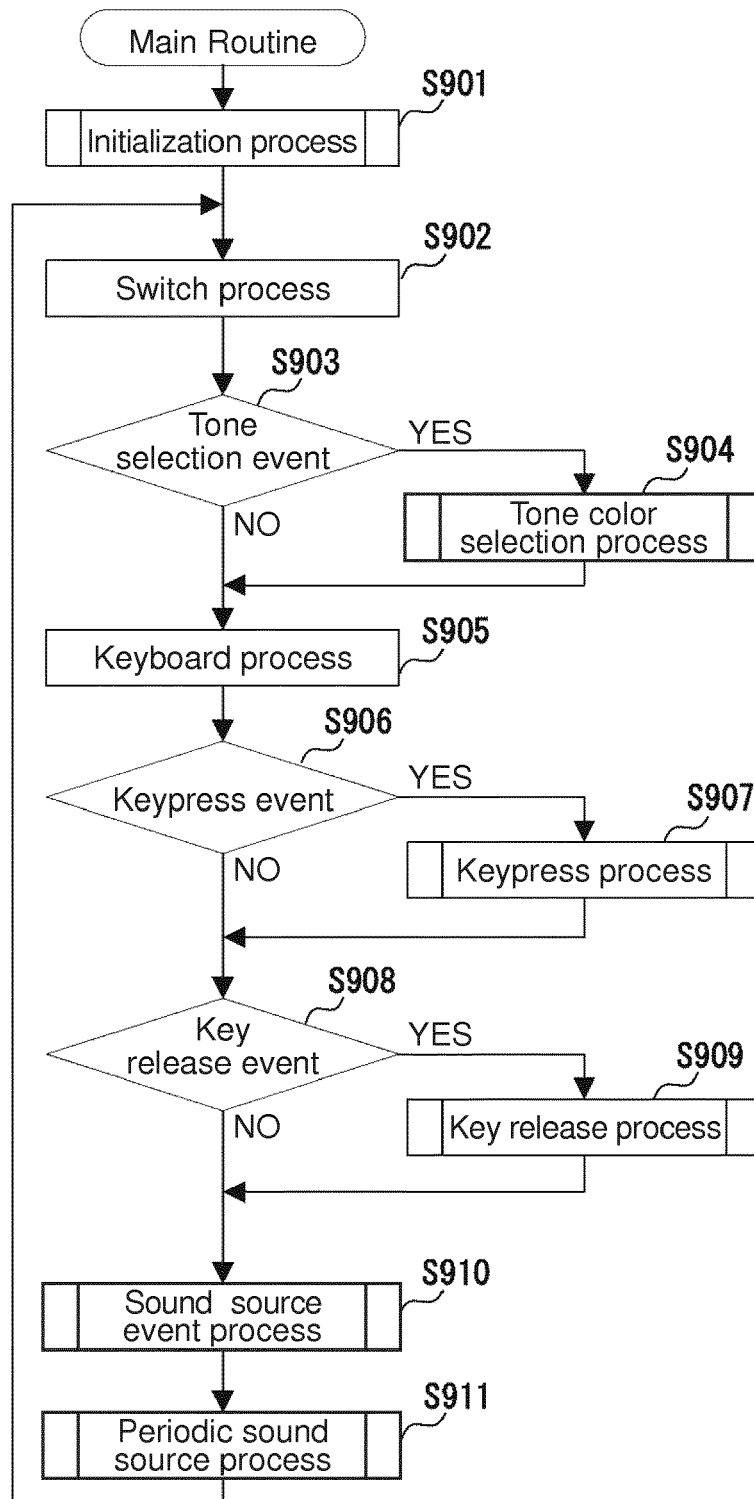 Main Routine
S901
Initialization process
S902
Switch process
S903
Tone
selection event
YES
S904
NO
Tone color
selection process
S905
Keyboard process
S906
Keypress event
YES
S907
NO
Keypress process
S908
Key
release event
YES
S909
NO
Key release process
S910
Sound source
event process
S911
Periodic sound
source process